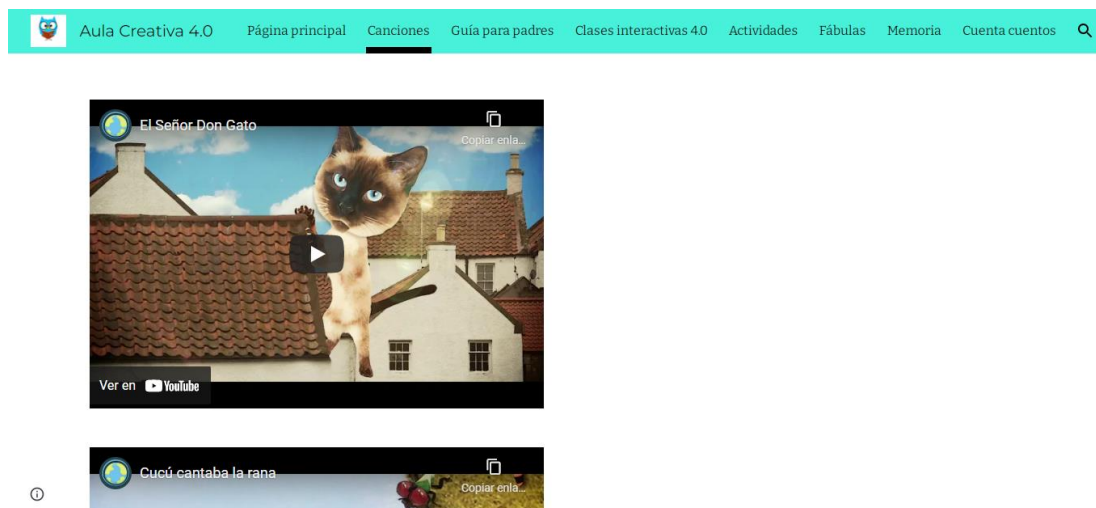 Aula Creativa 4.0 Página principal Canciones Guía para padres Clases interactivas 4.0 Actividades Fábulas Memoria Cuenta cuentos
El Señor Don Gato
Copiar enla...
Ver en YouTube
Cucú cantaba la rana
Copiar enla...